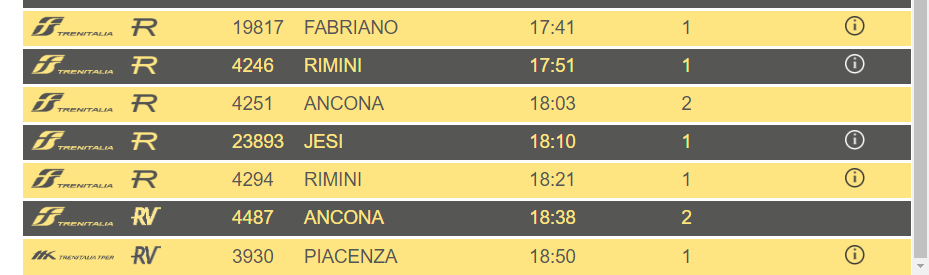 TRENITALIA R 19817 FABRIANO 17:41 1
TRENITALIA R 4246 RIMINI 17:51 1
TRENITALIA R 4251 ANCONA 18:03 2
TRENITALIA R 23893 JESI 18:10 1
TRENITALIA R 4294 RIMINI 18:21 1
TRENITALIA RV 4487 ANCONA 18:38 2
TRENITALIA TPER RV 3930 PIACENZA 18:50 1